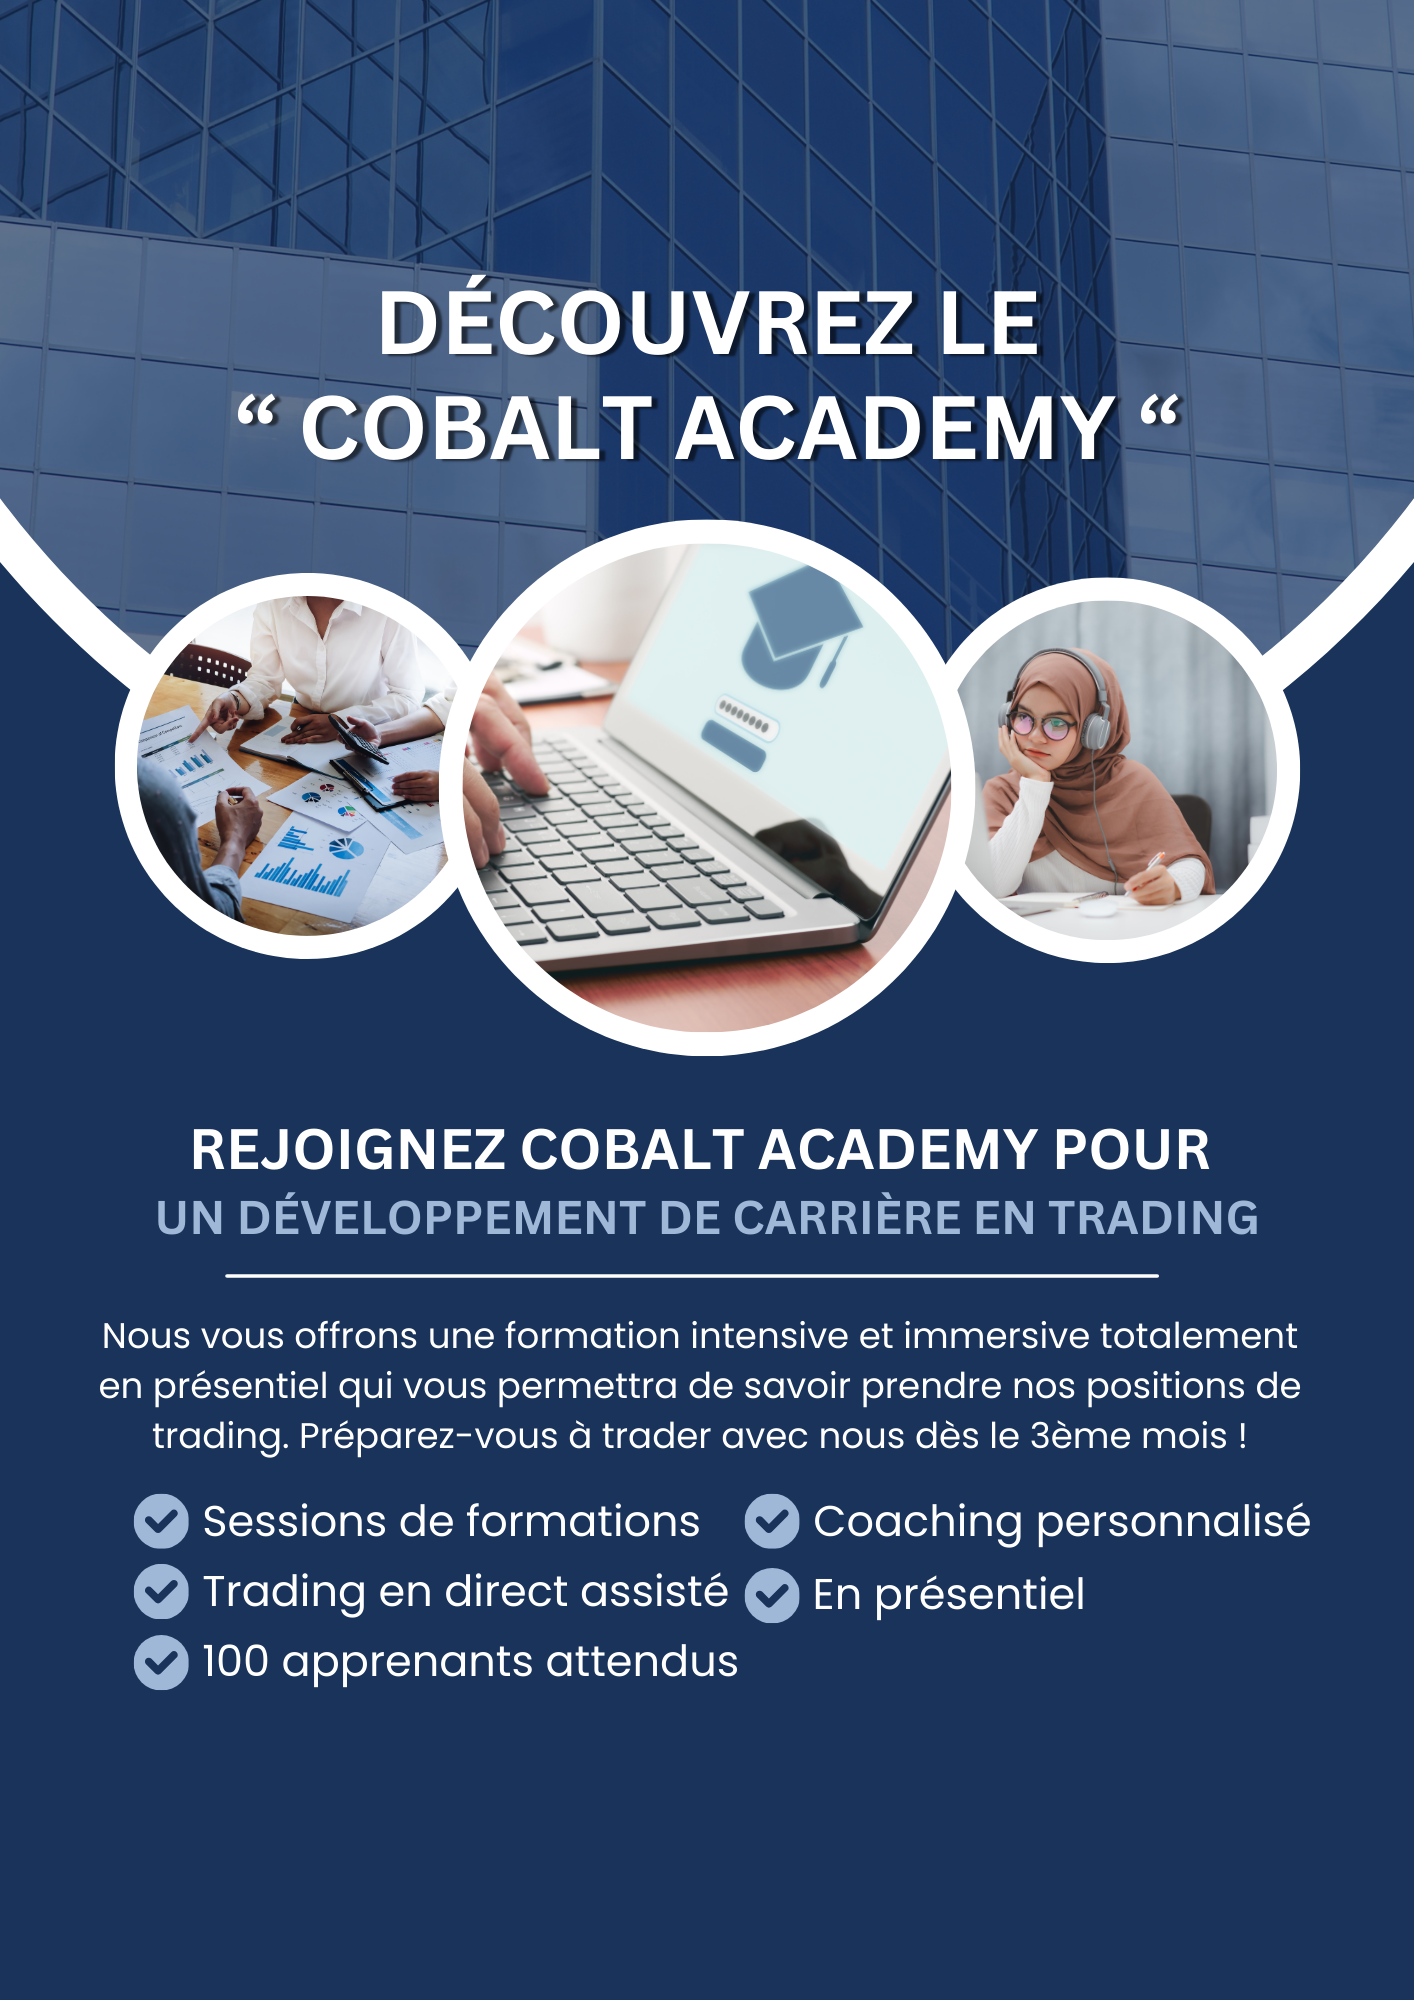 DÉCOUVREZ LE
“ COBALT ACADEMY “
REJOIGNEZ COBALT ACADEMY POUR
UN DÉVELOPPEMENT DE CARRIÈRE EN TRADING
Nous vous offrons une formation intensive et immersive totalement
en présentiel qui vous permettra de savoir prendre nos positions de
trading. Préparez-vous à trader avec nous dès le 3ème mois !
Sessions de formations
Coaching personnalisé
Trading en direct assisté
En présentiel
100 apprenants attendus